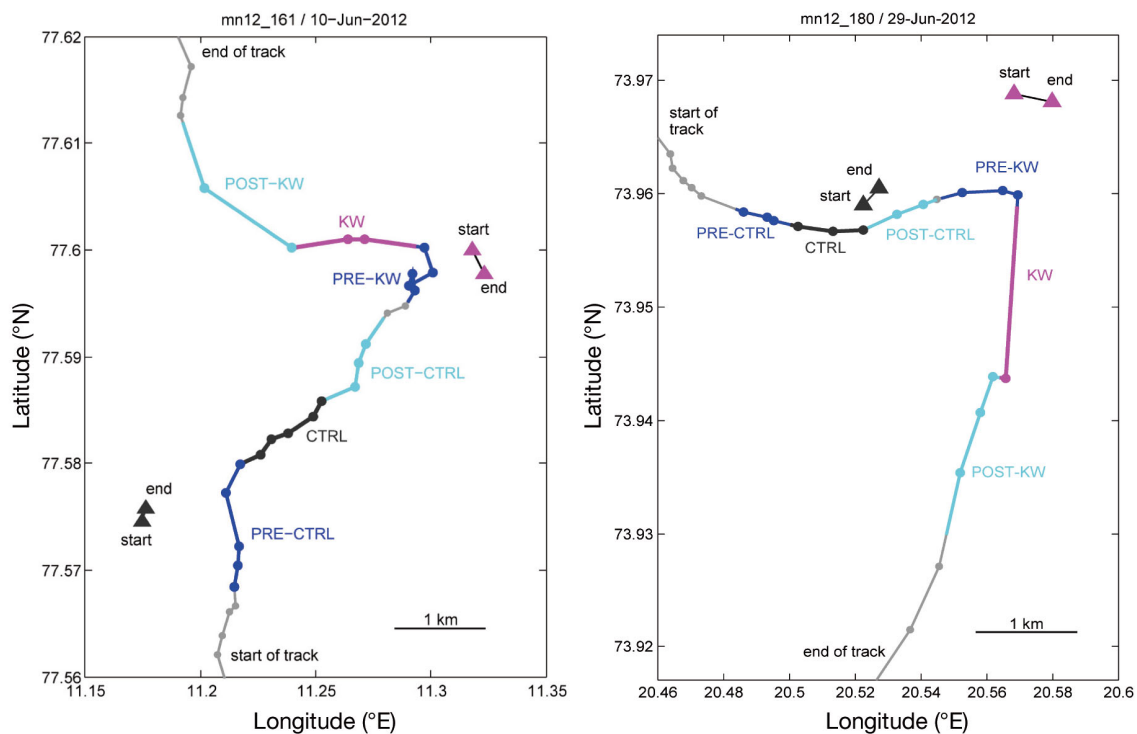 mn12_161 / 10−Jun−2012
77.62
77.61
77.6
77.59
77.58
77.57
77.56
Latitude (°N)
end of track
POST−KW
KW
start
end
PRE−KW
POST−CTRL
CTRL
end
start
PRE−CTRL
1 km
start of track
11.15
11.2
11.25
11.3
11.35
Longitude (°E)
mn12_180 / 29-Jun-2012
73.97
73.96
73.95
73.94
73.93
73.92
Latitude (°N)
start
end
start of
track
end
start
PRE-KW
PRE-CTRL
CTRL
POST-CTRL
KW
POST-KW
1 km
end of track
20.46
20.48
20.5
20.52
20.54
20.56
20.58
20.6
Longitude (°E)